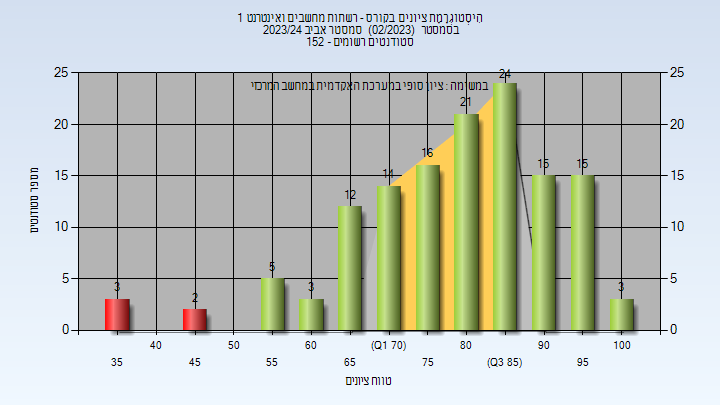 היסטוגרמת ציונים בקורס - רשתות מחשבים ואינטרנט 1
בסמסטר (02/2023) סמסטר אביב 2023/24
סטודנטים רשומים - 152
במשימה : ציון סופי במערכת האקדמית במחשב המרכזי
מספר סטודנטים
25 25
20 20
15 15
10 10
5 5
0 0
3 2 5 3 12 14 16 21 24 15 15 3
40 50 60 (Q1 70) 80 90 100
35 45 55 65 75 (Q3 85) 95
טווח ציונים